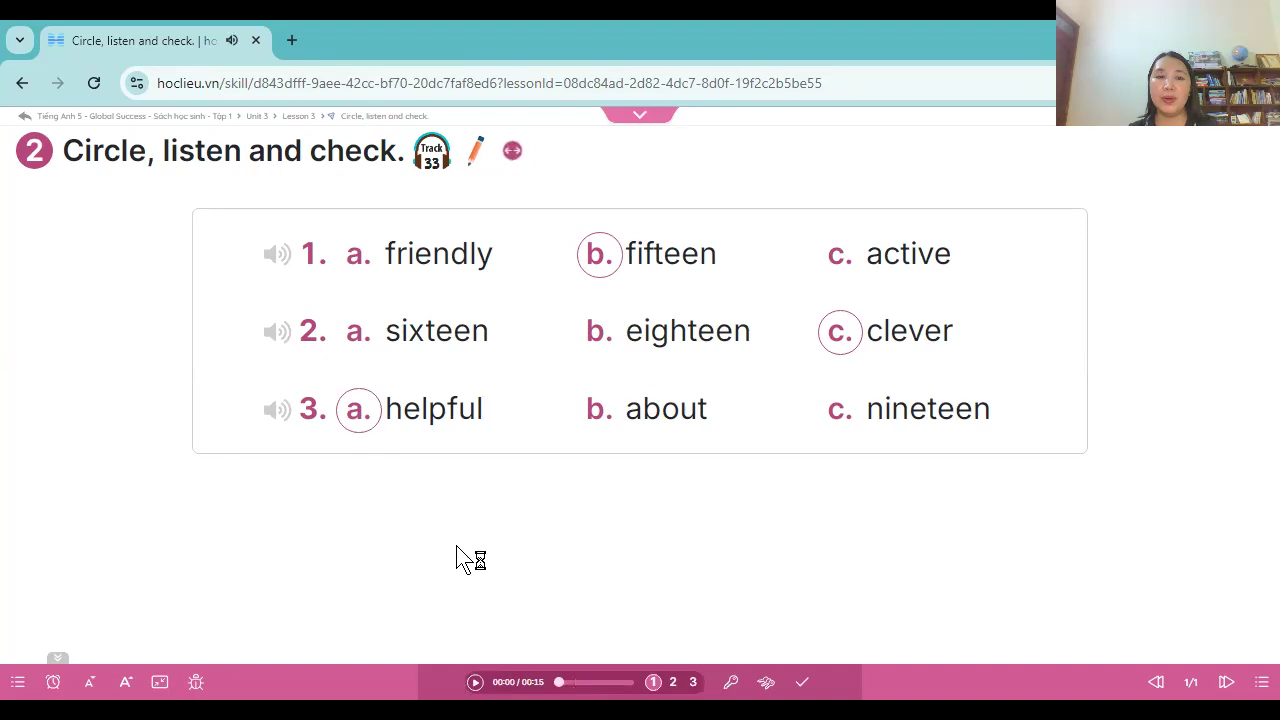 Circle, listen and check. | ho
hoclieu.vn/skill/d843dfff-9aee-42cc-bf70-20dc7faf8ed6?lessonId=08dc84ad-2d82-4dc7-8d0f-19f2c2b5be55
Tiếng Anh 5 - Global Success - Sách học sinh - Tập 1 > Unit 3 > Lesson 3 > Circle, listen and check.
2 Circle, listen and check. Track 33
1. a. friendly b. fifteen c. active
2. a. sixteen b. eighteen c. clever
3. a. helpful b. about c. nineteen
A A 00:00 / 00:15 1 2 3 1/1